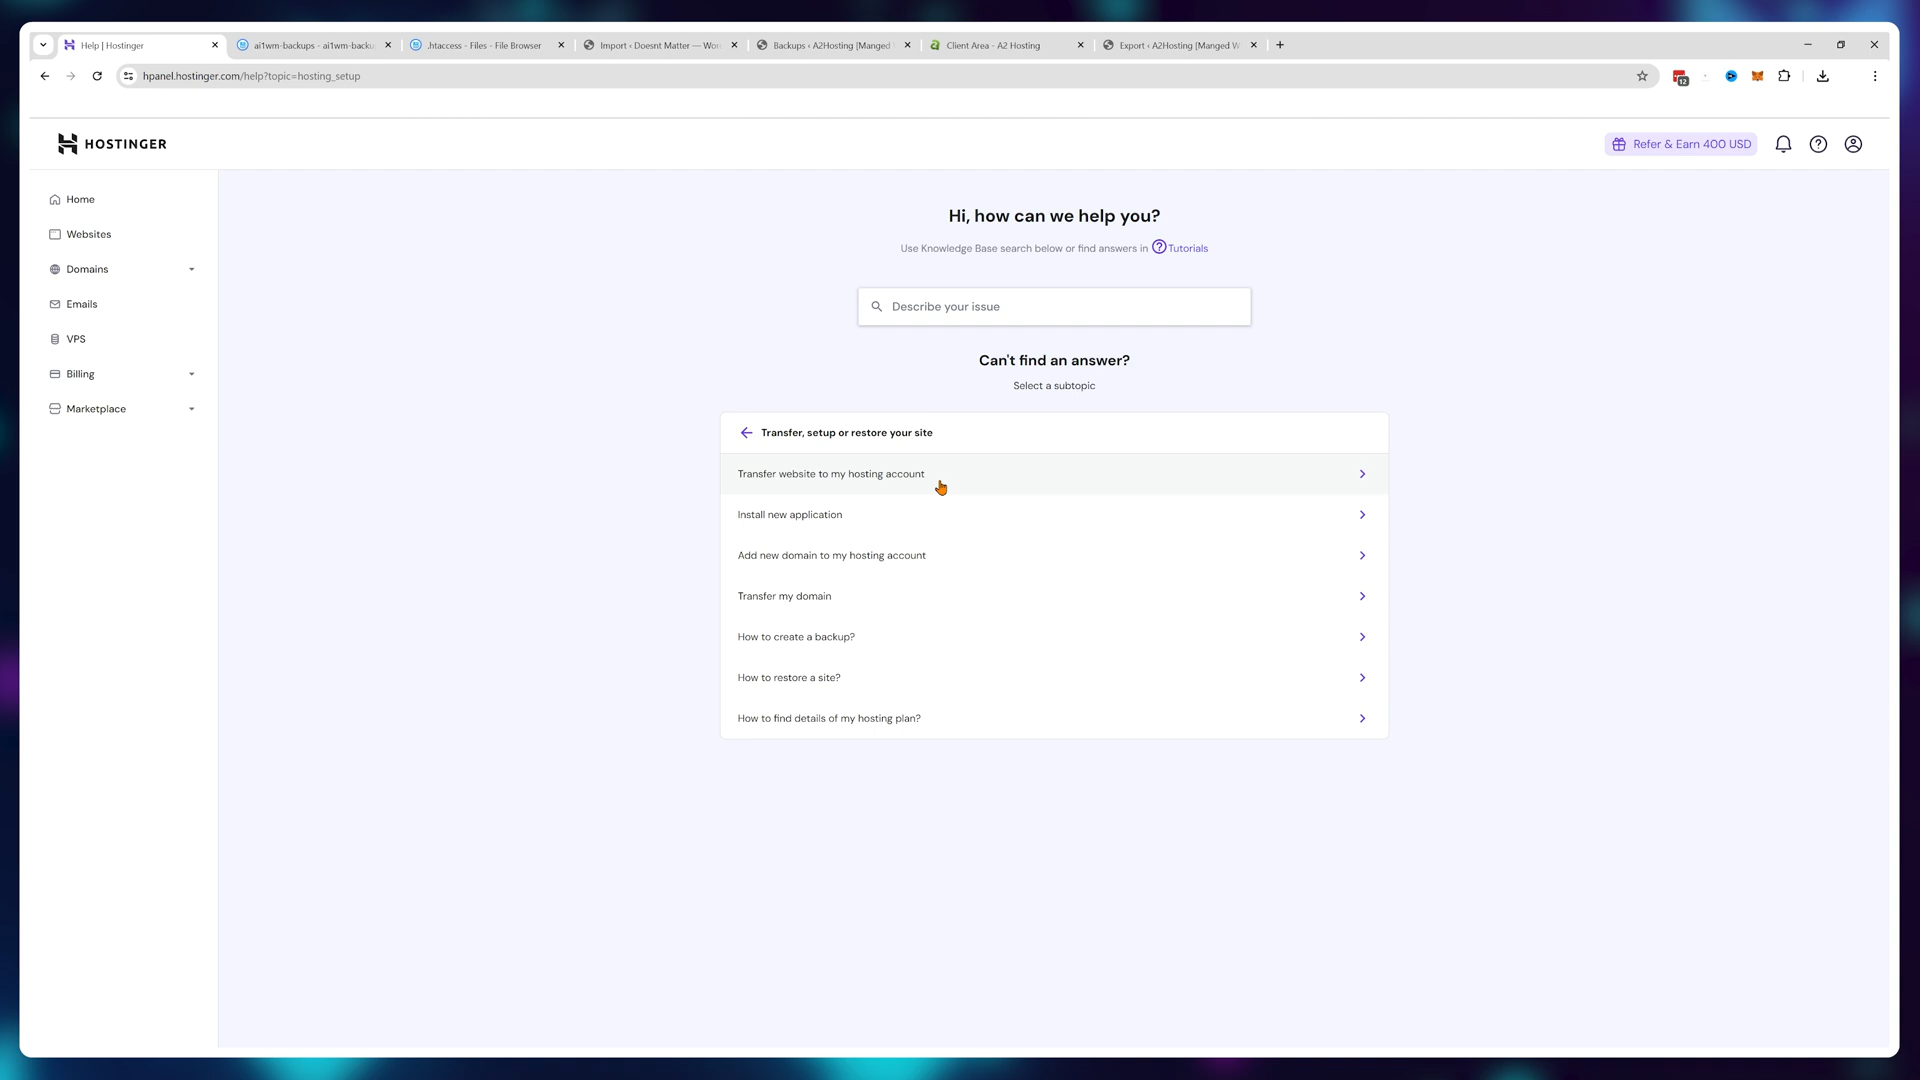 Help | Hostinger
ai1wm-backups - ai1wm-backu
.htaccess - Files - File Browser
Import ‹ Doesnt Matter — Wor
Backups ‹ A2Hosting [Manged
Client Area - A2 Hosting
Export ‹ A2Hosting [Manged W
hpanel.hostinger.com/help?topic=hosting_setup
12
HOSTINGER
Refer & Earn 400 USD
Home
Websites
Domains
Emails
VPS
Billing
Marketplace
Hi, how can we help you?
Use Knowledge Base search below or find answers in Tutorials
Describe your issue
Can't find an answer?
Select a subtopic
Transfer, setup or restore your site
Transfer website to my hosting account
Install new application
Add new domain to my hosting account
Transfer my domain
How to create a backup?
How to restore a site?
How to find details of my hosting plan?